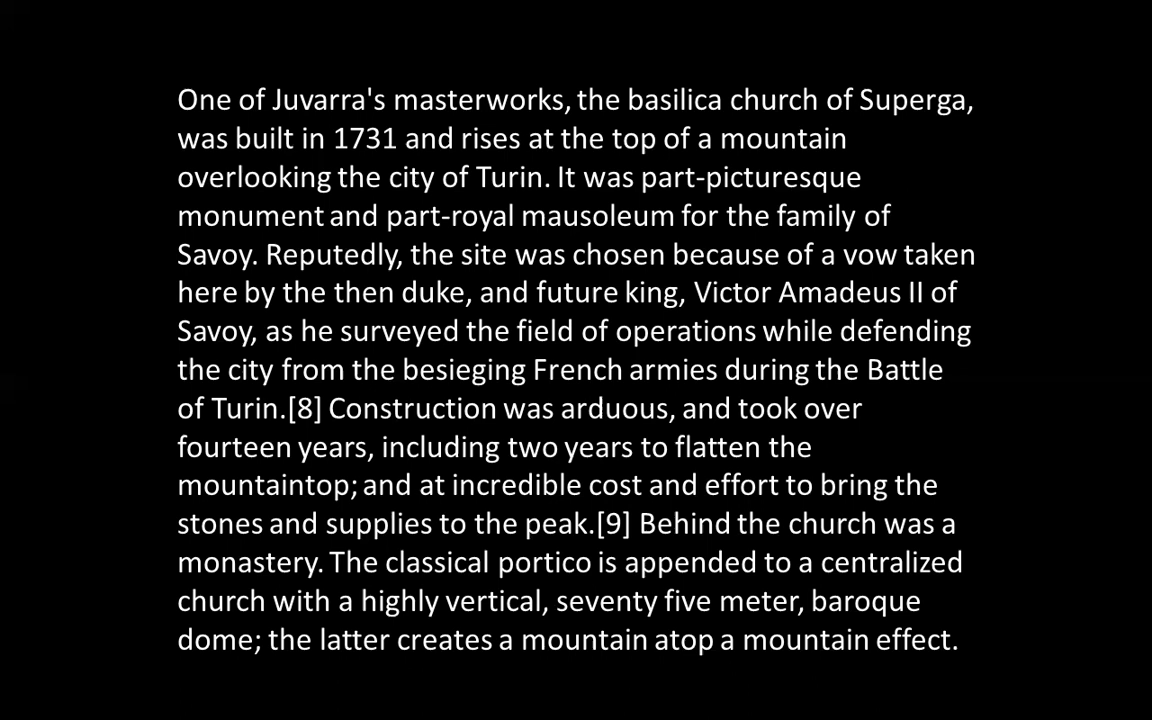 One of Juvarra's masterworks, the basilica church of Superga,
was built in 1731 and rises at the top of a mountain
overlooking the city of Turin. It was part-picturesque
monument and part-royal mausoleum for the family of
Savoy. Reputedly, the site was chosen because of a vow taken
here by the then duke, and future king, Victor Amadeus II of
Savoy, as he surveyed the field of operations while defending
the city from the besieging French armies during the Battle
of Turin.[8] Construction was arduous, and took over
fourteen years, including two years to flatten the
mountaintop; and at incredible cost and effort to bring the
stones and supplies to the peak.[9] Behind the church was a
monastery. The classical portico is appended to a centralized
church with a highly vertical, seventy five meter, baroque
dome; the latter creates a mountain atop a mountain effect.